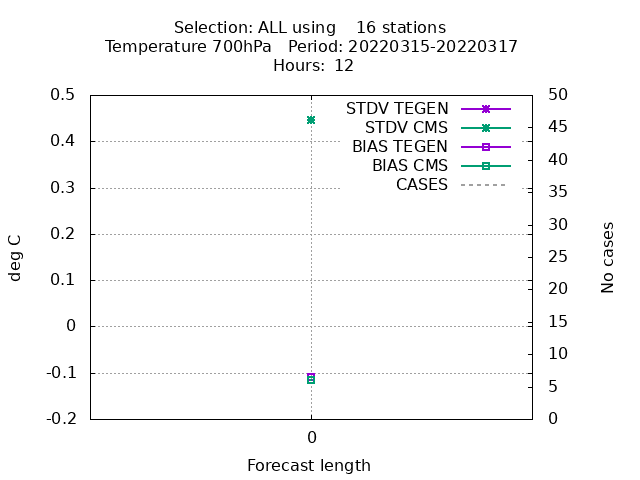 Selection: ALL using    16 stations
Temperature 700hPa   Period: 20220315-20220317
Hours:  12
0.5
0.4
0.3
0.2
0.1
0
-0.1
-0.2
deg C
STDV TEGEN
STDV CMS
BIAS TEGEN
BIAS CMS
CASES
50
45
40
35
30
25
20
15
10
5
0
No cases
0
Forecast length